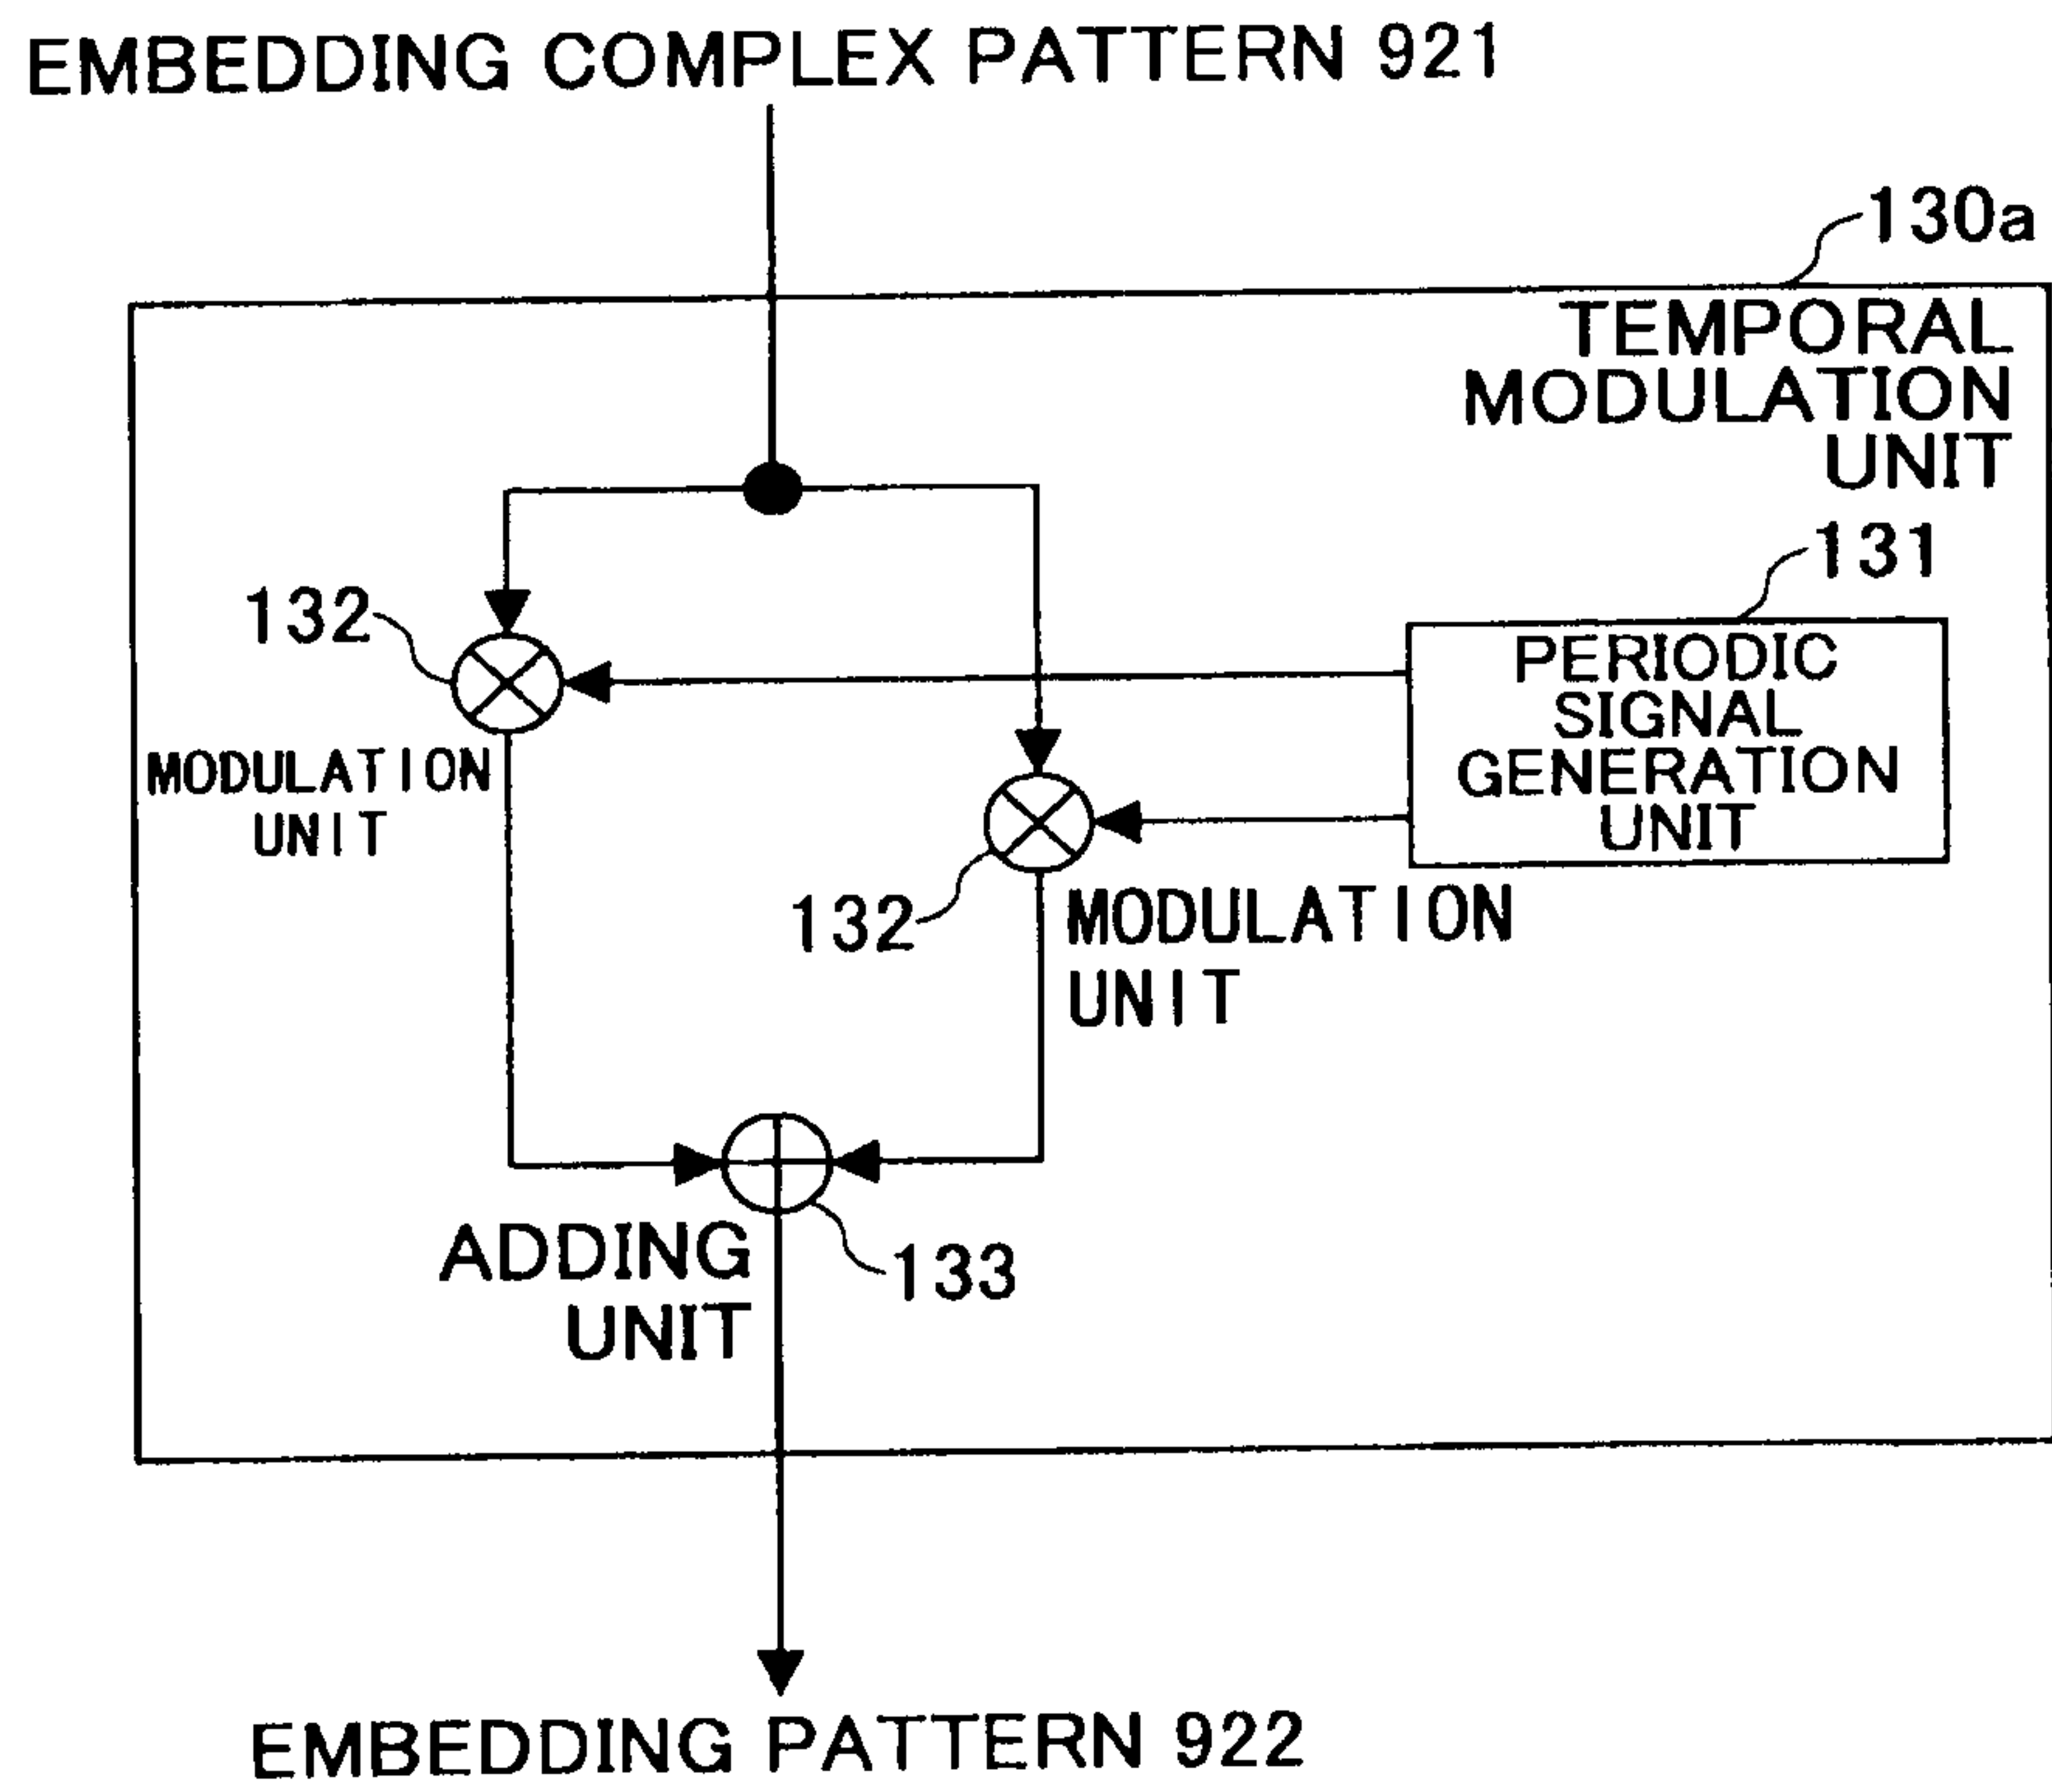 EMBEDDING COMPLEX PATTERN 921
130a
TEMPORAL
MODULATION
UNIT
131
PERIODIC
SIGNAL
GENERATION
UNIT
132
MODULATION
UNIT
132
MODULATION
UNIT
ADDING
UNIT
133
EMBEDDING PATTERN 922